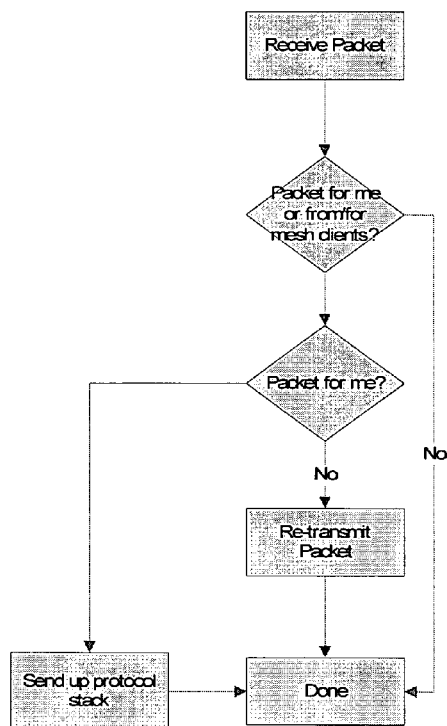 Receive Packet
Packet for me
or from/for
mesh clients?
Packet for me?
No
No
Re-transmit
Packet
Send up protocol
stack
Done